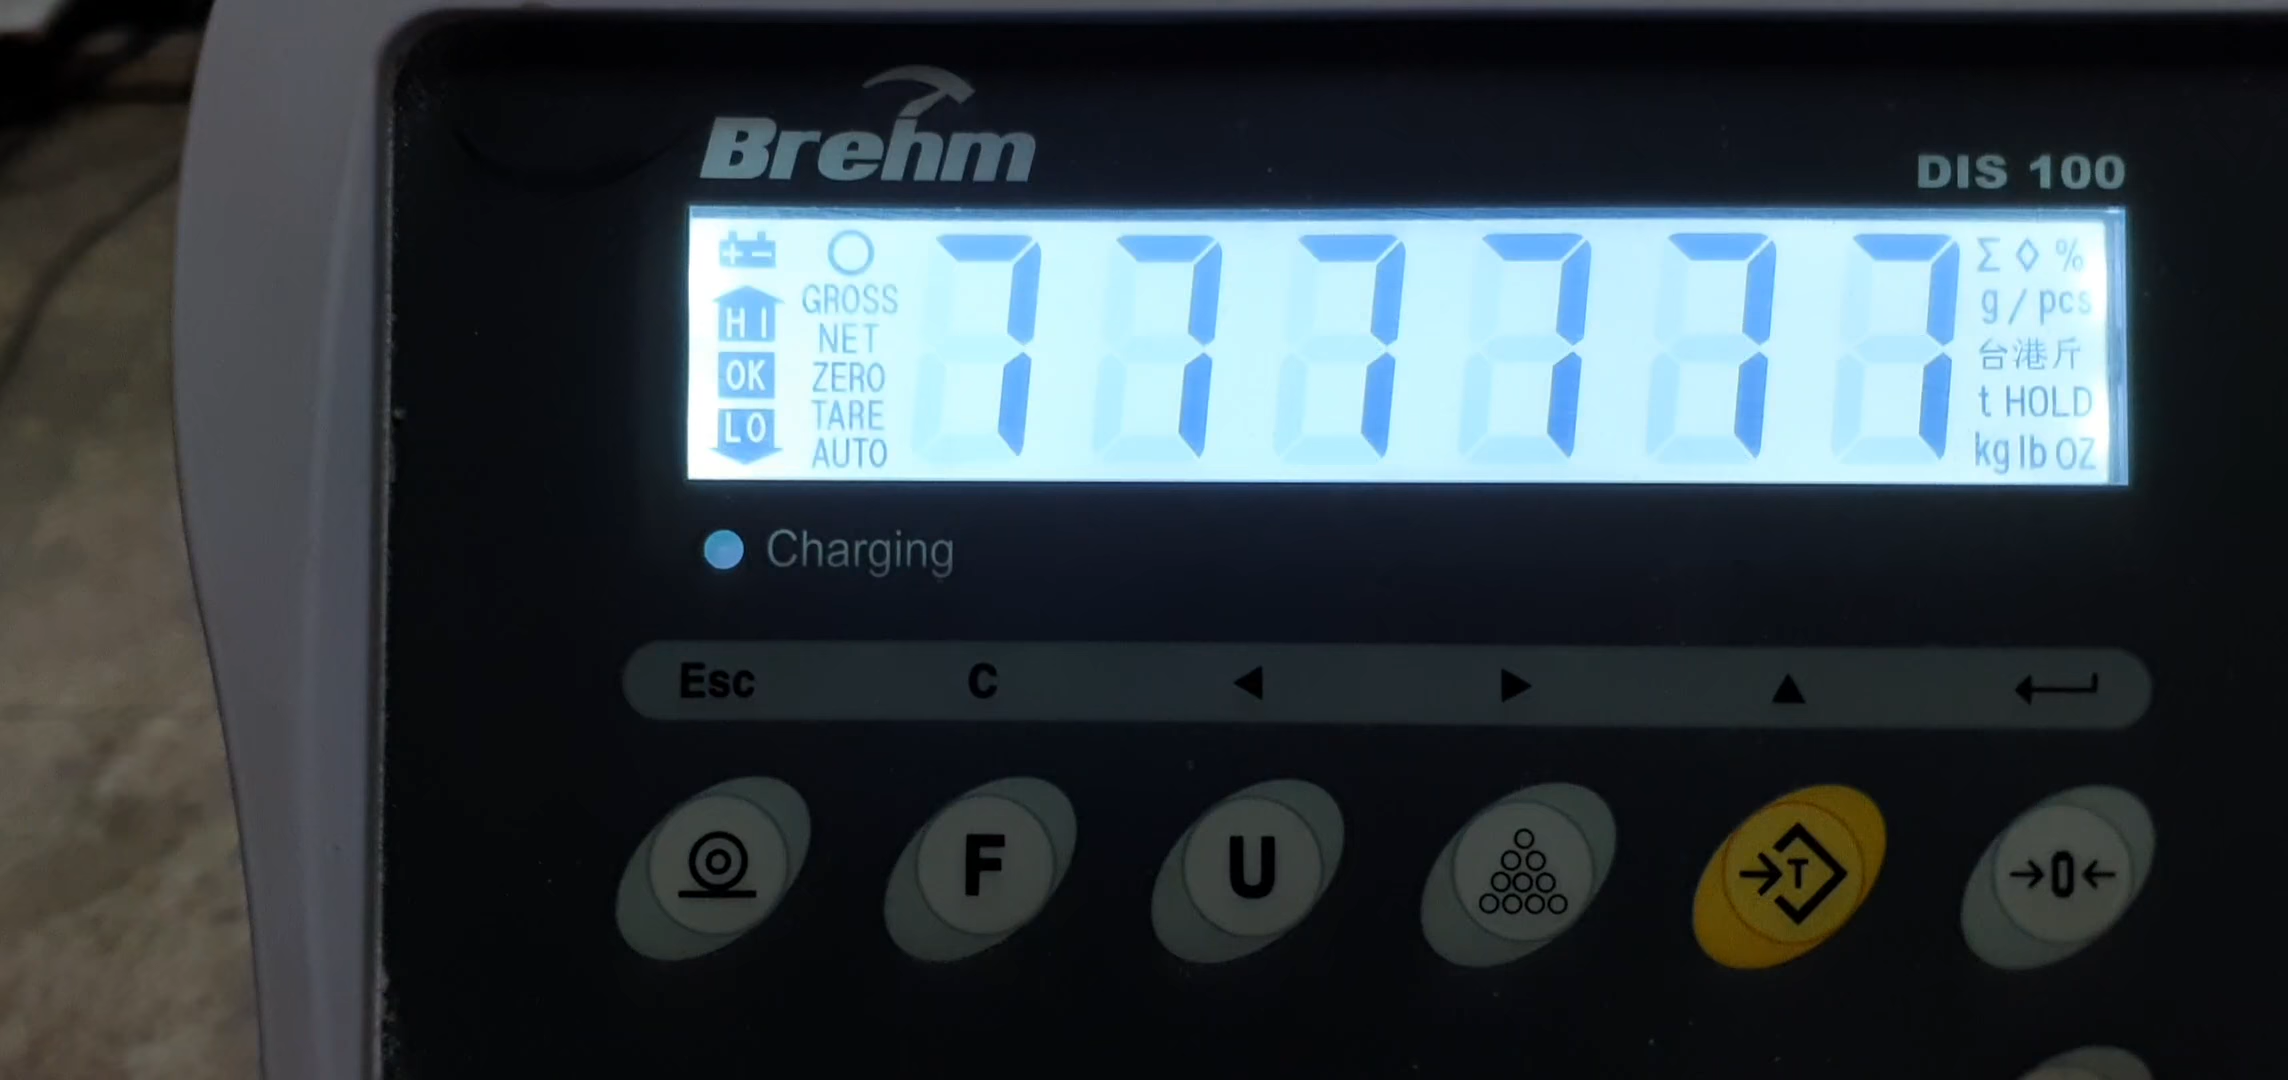 Brehm
DIS 100
HI
OK
LO
GROSS
NET
ZERO
TARE
AUTO
777777
Σ ◊ %
g / pcs
台港斤
t HOLD
kg lb OZ
Charging
Esc C ◀ ▶ ▲ ↵
F U →T →0←